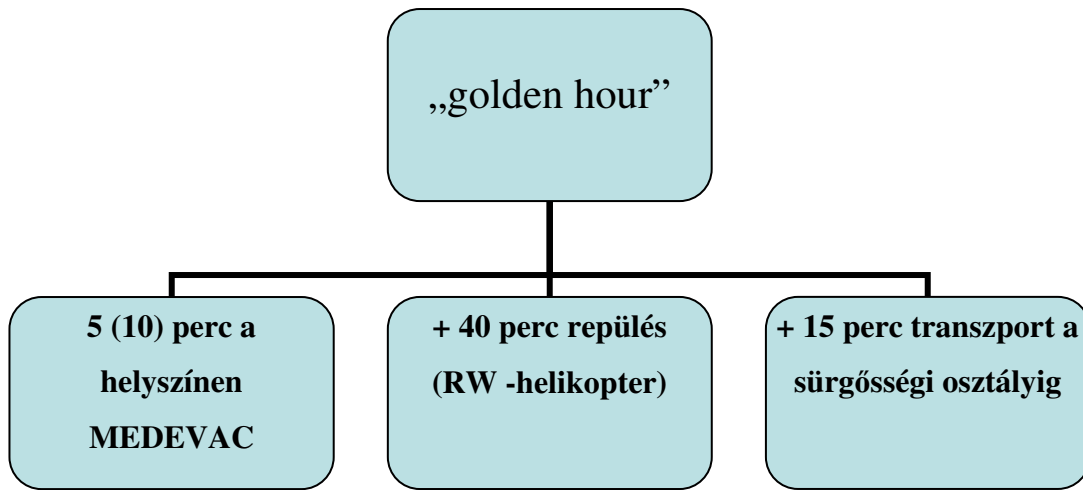 „golden hour”
5 (10) perc a
helyszínen
MEDEVAC
+ 40 perc repülés
(RW -helikopter)
+ 15 perc transzport a
sürgősségi osztályig